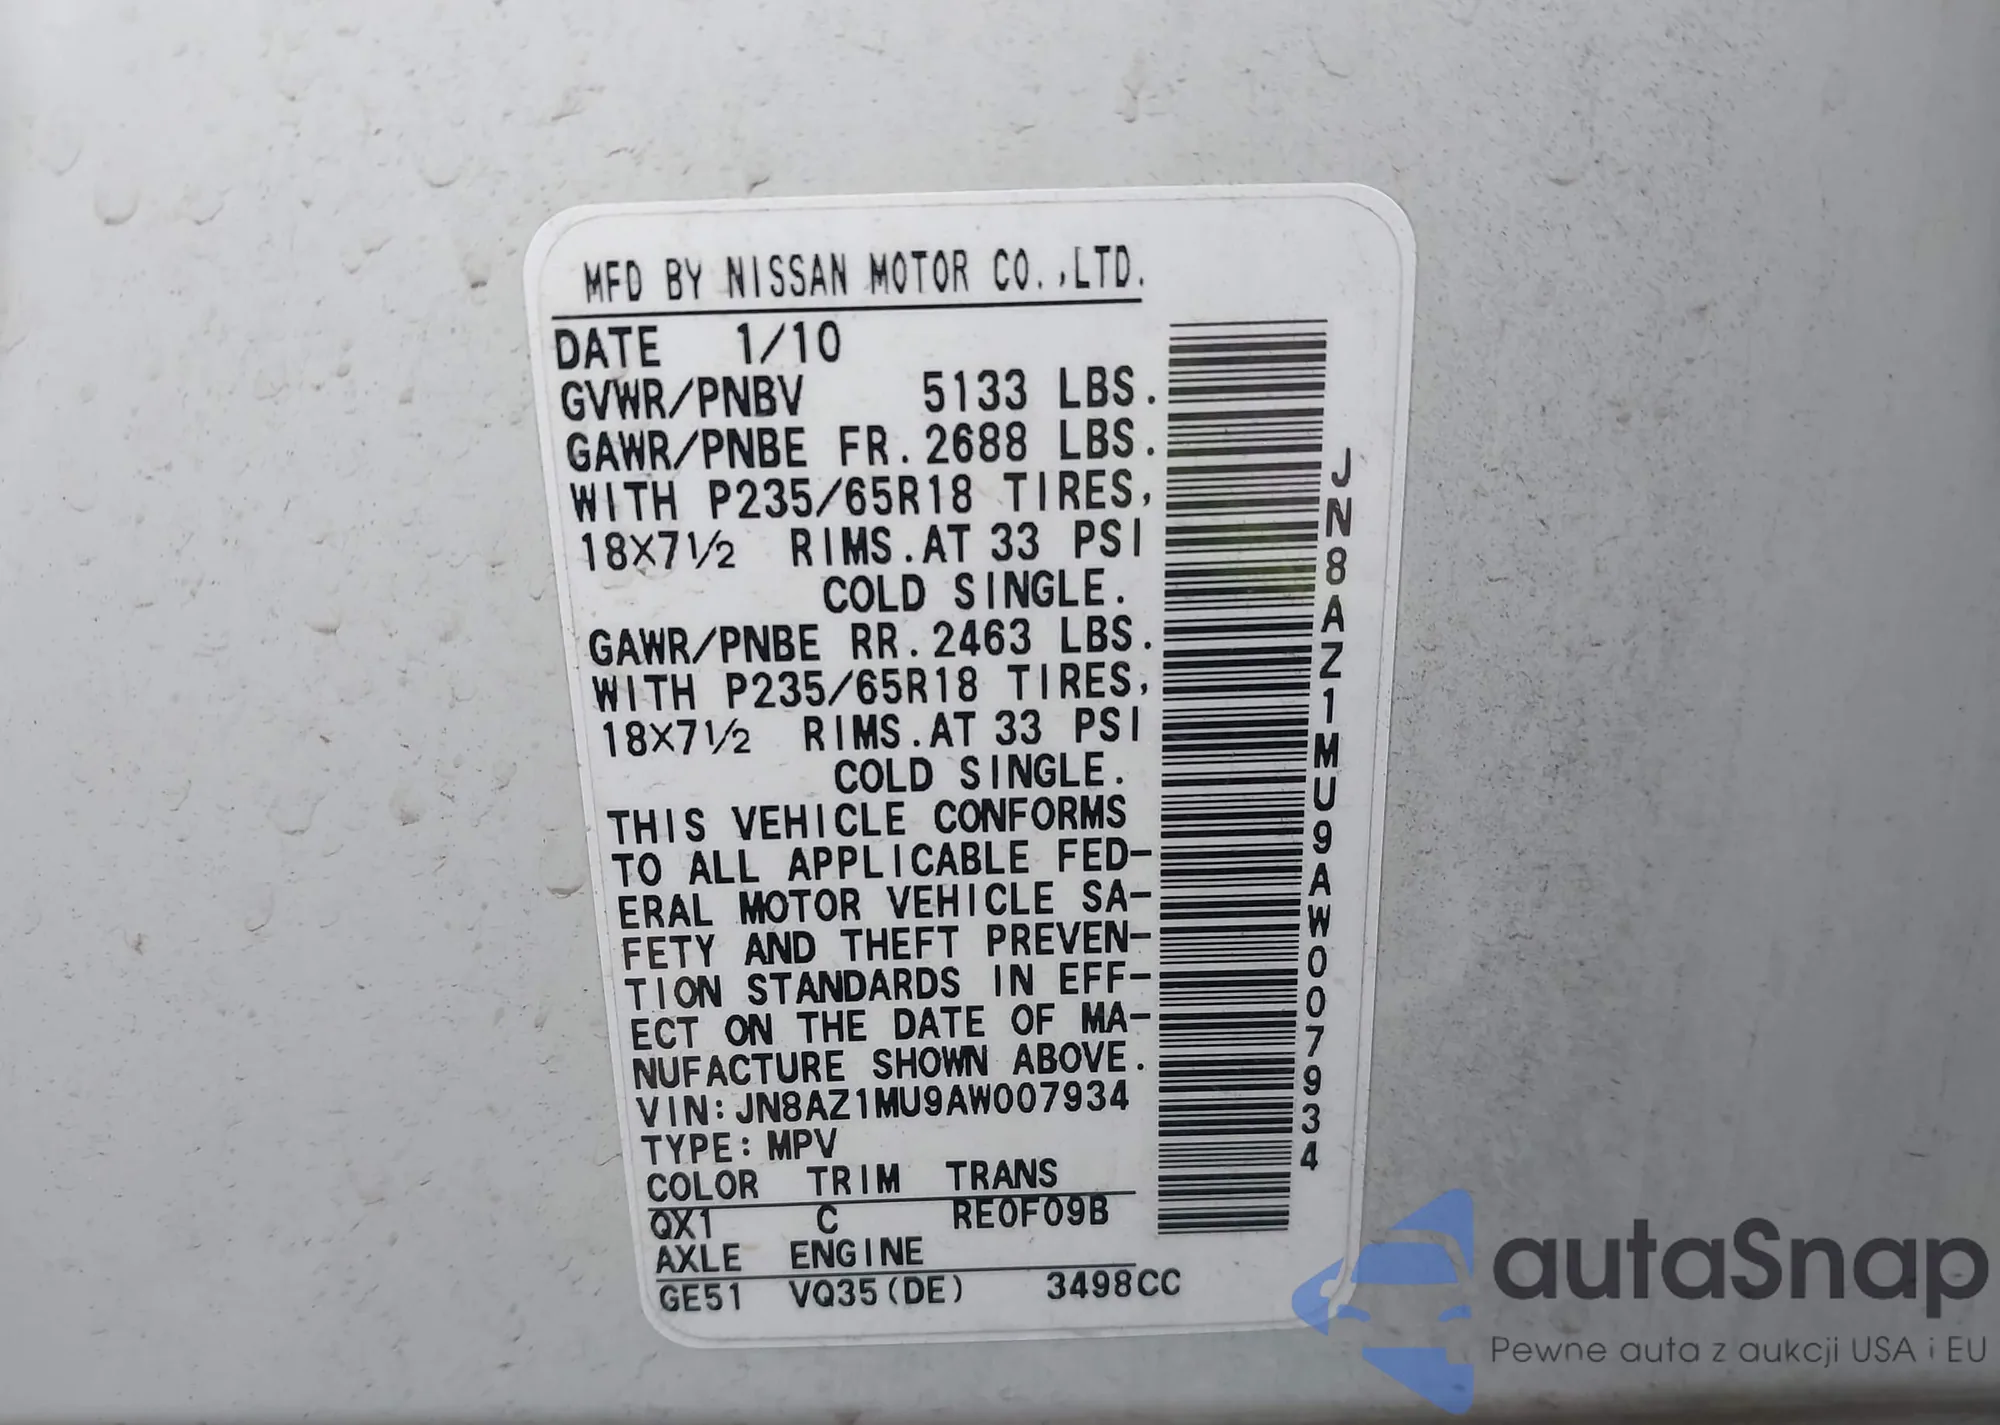 MFD BY NISSAN MOTOR CO.,LTD.
DATE 1/10
GVWR/PNBV 5133 LBS.
GAWR/PNBE FR. 2688 LBS.
WITH P235/65R18 TIRES,
18X7½ RIMS. AT 33 PSI
COLD SINGLE.
GAWR/PNBE RR. 2463 LBS.
WITH P235/65R18 TIRES,
18X7½ RIMS. AT 33 PSI
COLD SINGLE.
THIS VEHICLE CONFORMS
TO ALL APPLICABLE FED-
ERAL MOTOR VEHICLE SA-
FETY AND THEFT PREVEN-
TION STANDARDS IN EFF-
ECT ON THE DATE OF MA-
NUFACTURE SHOWN ABOVE.
VIN: JN8AZ1MU9AW007934
TYPE: MPV
COLOR TRIM TRANS
QX1 C RE0F09B
AXLE ENGINE
GE51 VQ35(DE) 3498CC
JN8AZ1MU9AW007934
autaSnap
Pewne auta z aukcji USA i EU